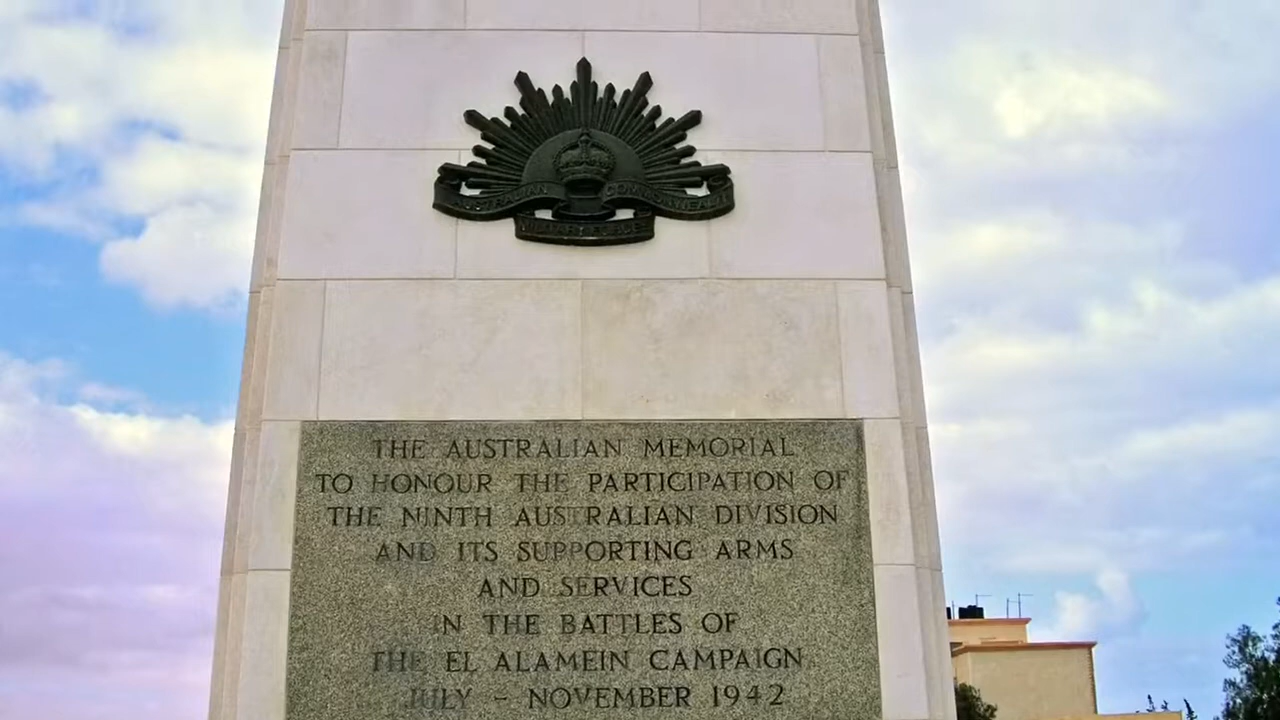 AUSTRALIAN COMMONWEALTH
MILITARY FORCES
THE AUSTRALIAN MEMORIAL
TO HONOUR THE PARTICIPATION OF
THE NINTH AUSTRALIAN DIVISION
AND ITS SUPPORTING ARMS
AND SERVICES
IN THE BATTLES OF
THE EL ALAMEIN CAMPAIGN
JULY – NOVEMBER 1942